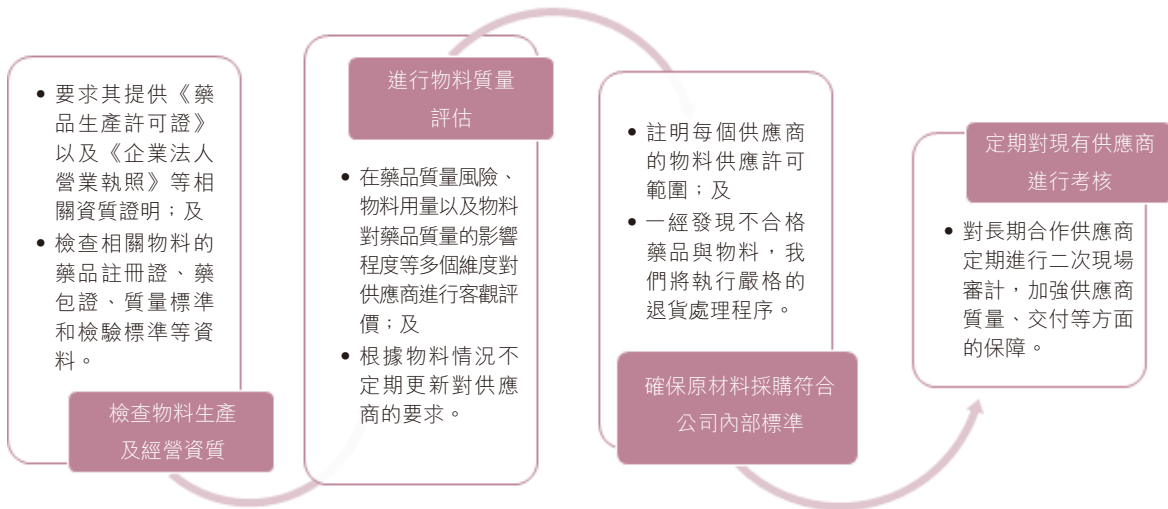 • 要求其提供《藥
品生產許可證》
以及《企業法人
營業執照》等相
關資質證明；及
• 檢查相關物料的
藥品註冊證、藥
包證、質量標準
和檢驗標準等資
料。
檢查物料生產
及經營資質
進行物料質量
評估
• 在藥品質量風險、
物料用量以及物料
對藥品質量的影響
程度等多個維度對
供應商進行客觀評
價；及
• 根據物料情況不
定期更新對供應
商的要求。
• 註明每個供應商
的物料供應許可
範圍；及
• 一經發現不合格
藥品與物料，我
們將執行嚴格的
退貨處理程序。
確保原材料採購符合
公司內部標準
定期對現有供應商
進行考核
• 對長期合作供應商
定期進行二次現場
審計，加強供應商
質量、交付等方面
的保障。